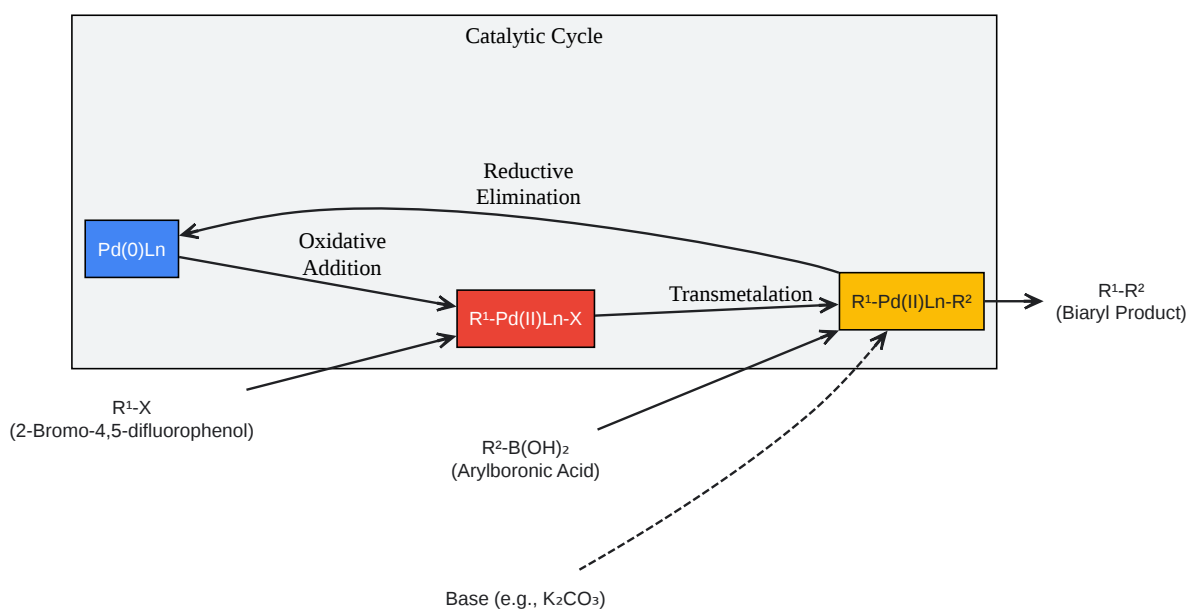 Catalytic Cycle
Reductive
Elimination
Pd(0)Ln
Oxidative
Addition
R¹-Pd(II)Ln-X
Transmetalation
R¹-Pd(II)Ln-R²
R¹-R²
(Biaryl Product)
R¹-X
(2-Bromo-4,5-difluorophenol)
R²-B(OH)₂
(Arylboronic Acid)
Base (e.g., K₂CO₃)